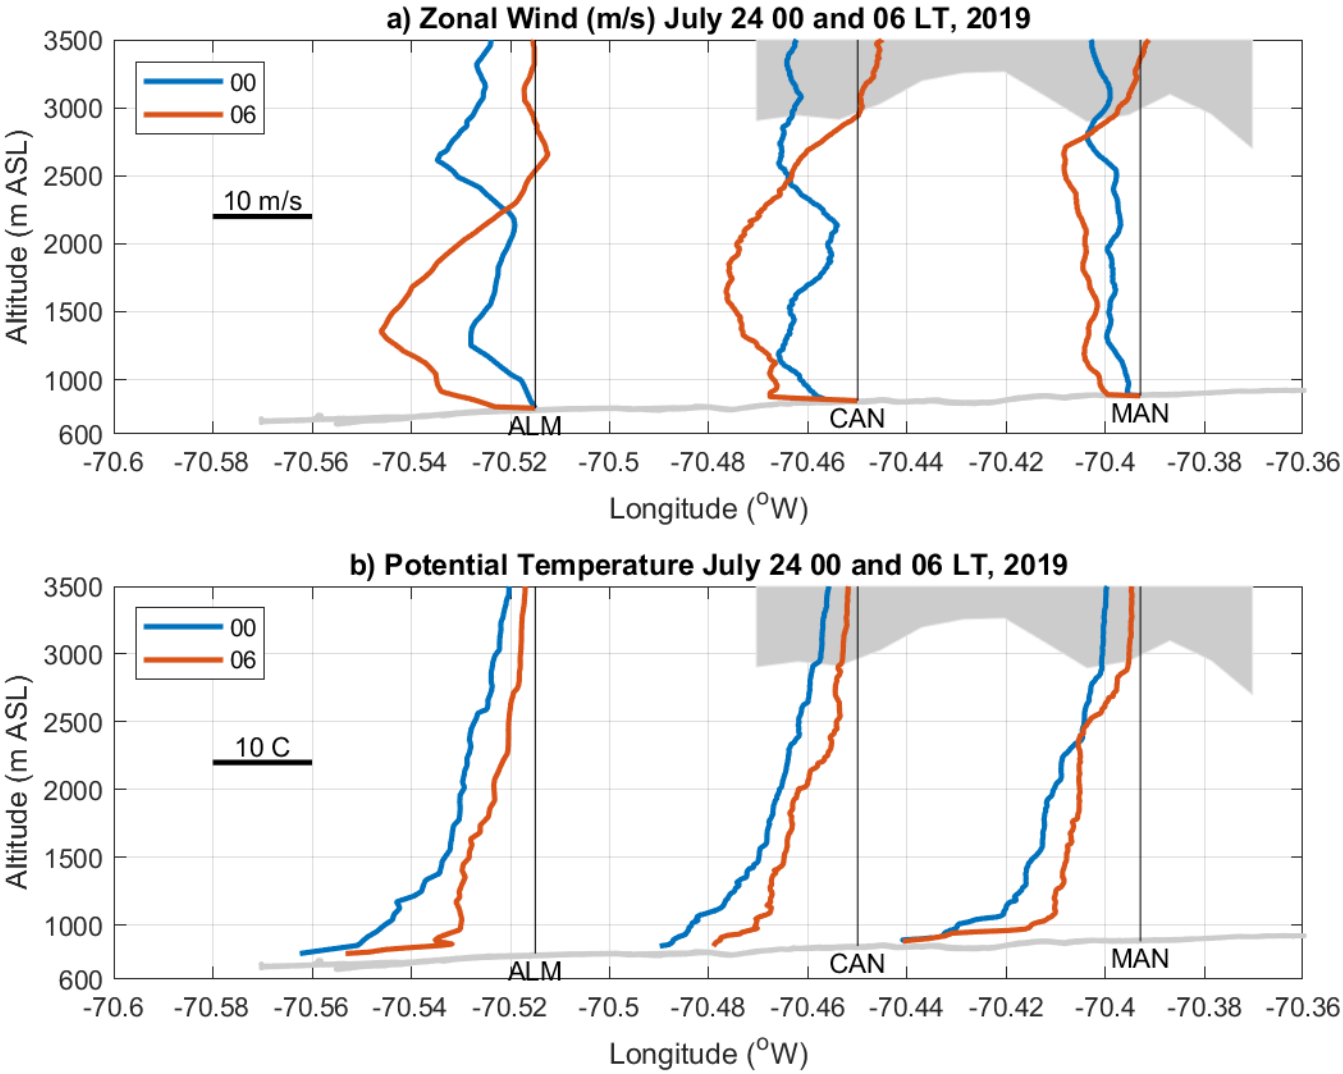 a) Zonal Wind (m/s) July 24 00 and 06 LT, 2019
3500
3000
2500
2000
1500
1000
600
Altitude (m ASL)
00
06
10 m/s
ALM
CAN
MAN
-70.6 -70.58 -70.56 -70.54 -70.52 -70.5 -70.48 -70.46 -70.44 -70.42 -70.4 -70.38 -70.36
Longitude (°W)
b) Potential Temperature July 24 00 and 06 LT, 2019
3500
3000
2500
2000
1500
1000
600
Altitude (m ASL)
00
06
10 C
ALM
CAN
MAN
-70.6 -70.58 -70.56 -70.54 -70.52 -70.5 -70.48 -70.46 -70.44 -70.42 -70.4 -70.38 -70.36
Longitude (°W)